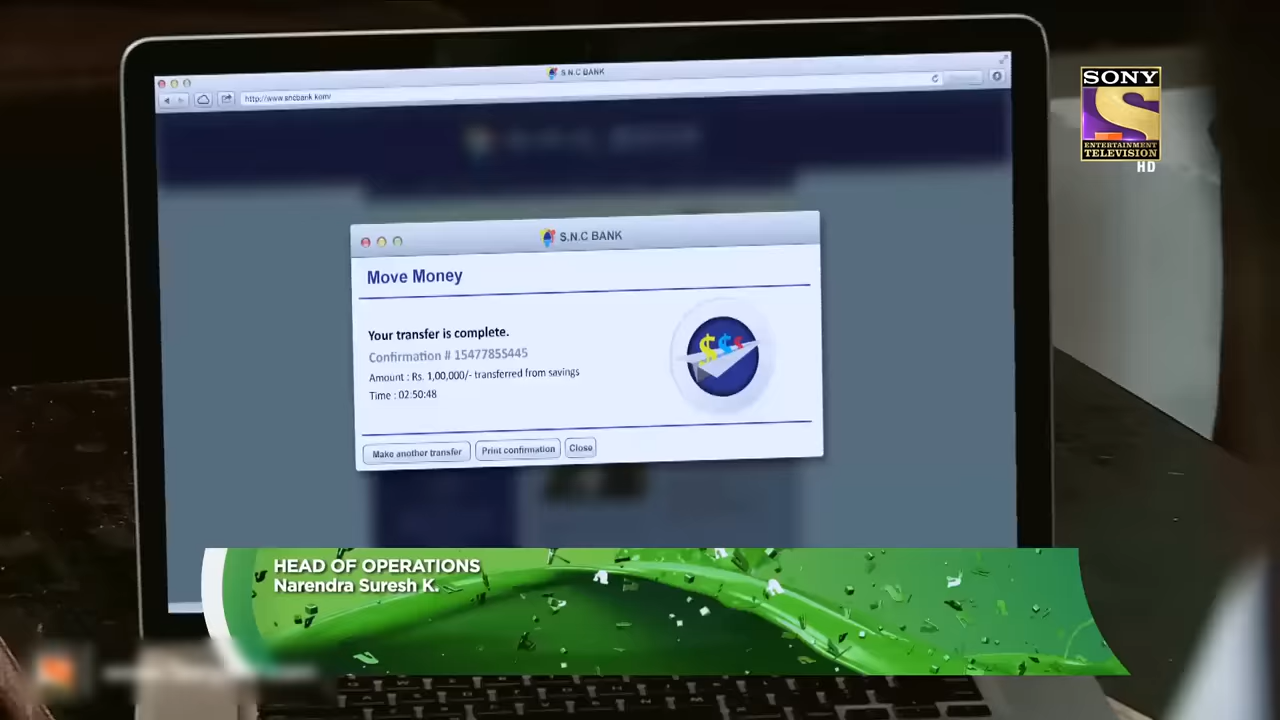 S.N.C BANK
http://www.sncbank.kom/
SONY
ENTERTAINMENT
TELEVISION
HD
S.N.C BANK
Move Money
Your transfer is complete.
Confirmation # 15477855445
Amount : Rs. 1,00,000/- transferred from savings
Time : 02:50:48
Make another transfer
Print confirmation
Close
HEAD OF OPERATIONS
Narendra Suresh K.